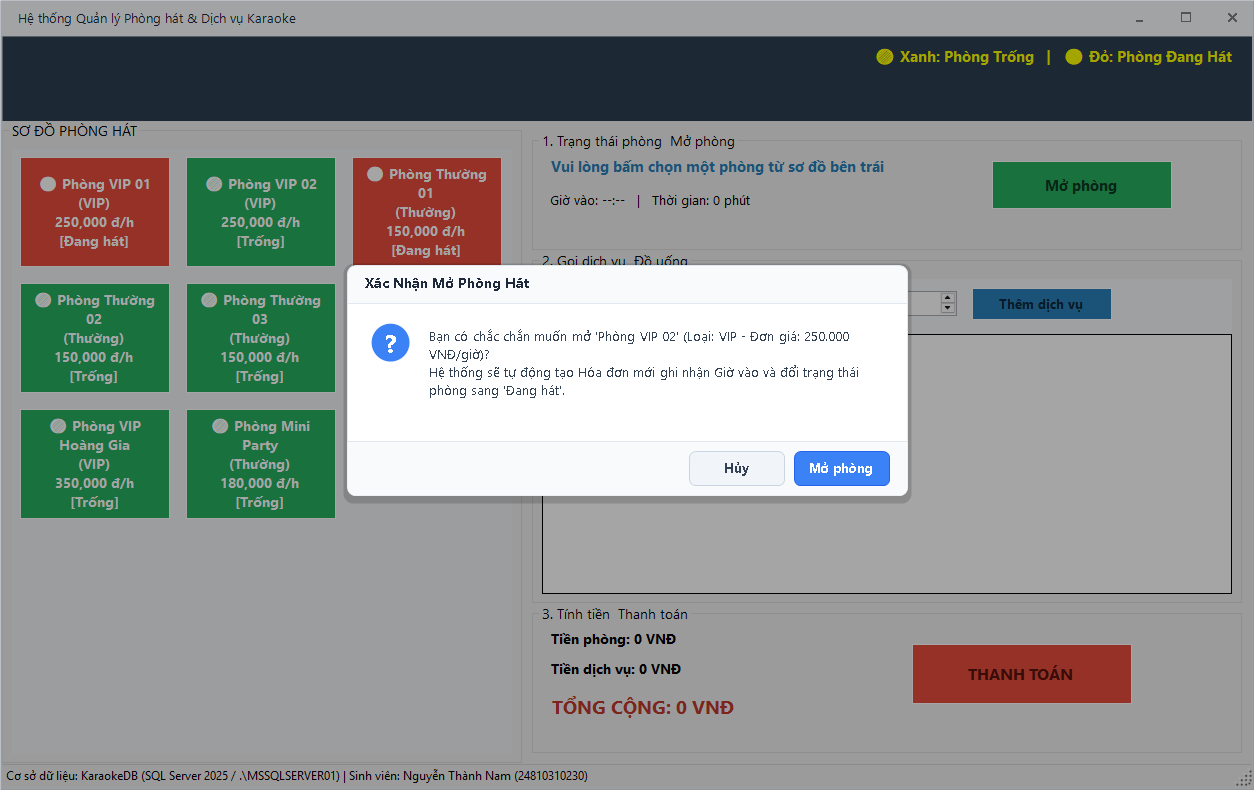 Hệ thống Quản lý Phòng hát & Dịch vụ Karaoke
Xanh: Phòng Trống | Đỏ: Phòng Đang Hát
SƠ ĐỒ PHÒNG HÁT
Phòng VIP 01
(VIP)
250,000 đ/h
[Đang hát]
Phòng VIP 02
(VIP)
250,000 đ/h
[Trống]
Phòng Thường
01
(Thường)
150,000 đ/h
[Đang hát]
Phòng Thường
02
(Thường)
150,000 đ/h
[Trống]
Phòng Thường
03
(Thường)
150,000 đ/h
[Trống]
Phòng VIP
Hoàng Gia
(VIP)
350,000 đ/h
[Trống]
Phòng Mini
Party
(Thường)
180,000 đ/h
[Trống]
1. Trạng thái phòng Mở phòng
Vui lòng bấm chọn một phòng từ sơ đồ bên trái
Giờ vào: --:-- | Thời gian: 0 phút
Mở phòng
2. Gọi dịch vụ Đồ uống
Thêm dịch vụ
Xác Nhận Mở Phòng Hát
?
Bạn có chắc chắn muốn mở 'Phòng VIP 02' (Loại: VIP - Đơn giá: 250.000
VNĐ/giờ)?
Hệ thống sẽ tự động tạo Hóa đơn mới ghi nhận Giờ vào và đổi trạng thái
phòng sang 'Đang hát'.
Hủy
Mở phòng
3. Tính tiền Thanh toán
Tiền phòng: 0 VNĐ
Tiền dịch vụ: 0 VNĐ
TỔNG CỘNG: 0 VNĐ
THANH TOÁN
Cơ sở dữ liệu: KaraokeDB (SQL Server 2025 / .\MSSQLSERVER01) | Sinh viên: Nguyễn Thành Nam (24810310230)